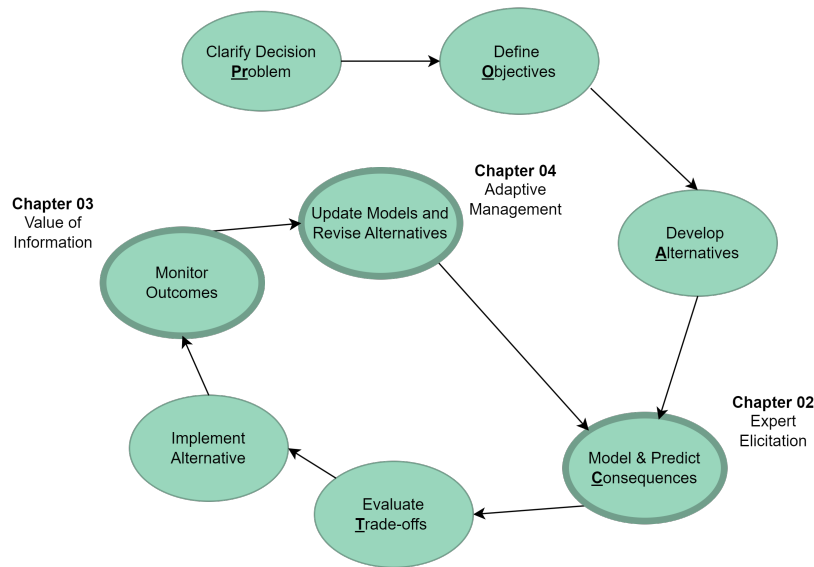 Clarify Decision
Problem
Define
Objectives
Chapter 04
Adaptive
Management
Chapter 03
Value of
Information
Update Models and
Revise Alternatives
Develop
Alternatives
Monitor
Outcomes
Chapter 02
Expert
Elicitation
Implement
Alternative
Model & Predict
Consequences
Evaluate
Trade-offs